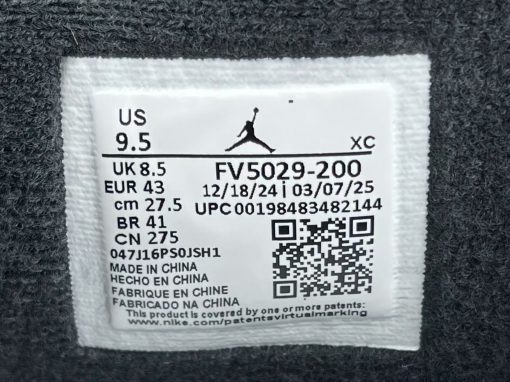 US
9.5
XC
UK 8.5
EUR 43
cm 27.5
BR 41
CN 275
FV5029-200
12/18/24 | 03/07/25
UPC 00198483482144
047J16PS0JSH1
MADE IN CHINA
HECHO EN CHINA
FABRIQUE EN CHINE
FABRICADO NA CHINA
This product is covered by one or more patents:
www.nike.com/patentsvirtualmarking